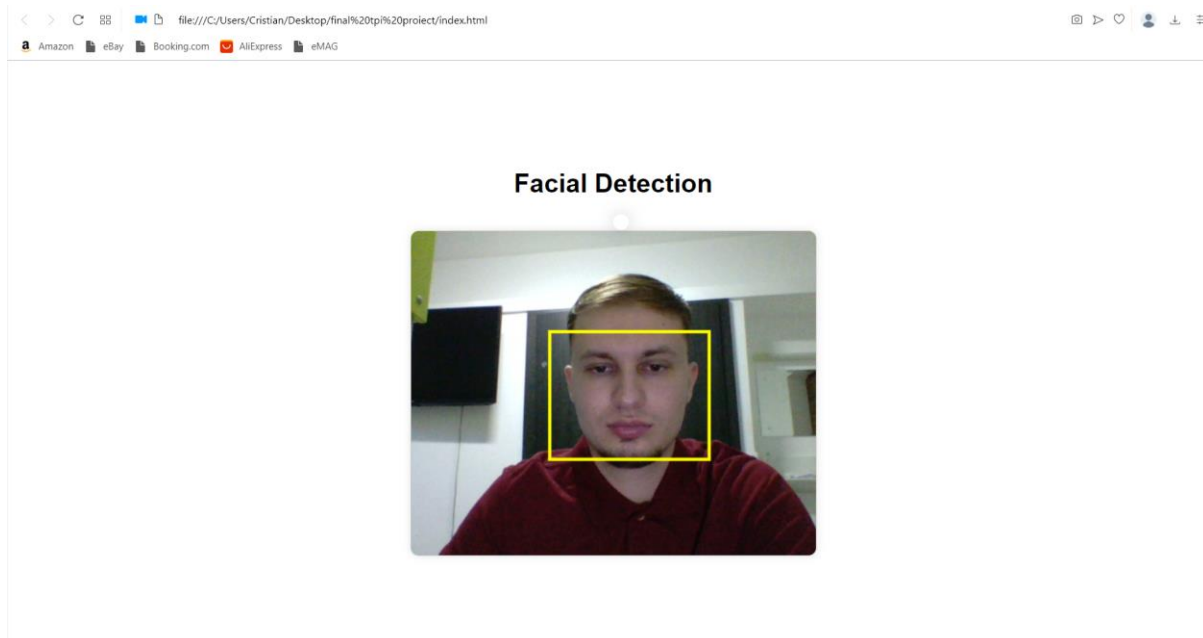 file:///C:/Users/Cristian/Desktop/final%20tpi%20proiect/index.html
a Amazon eBay Booking.com AliExpress eMAG
Facial Detection